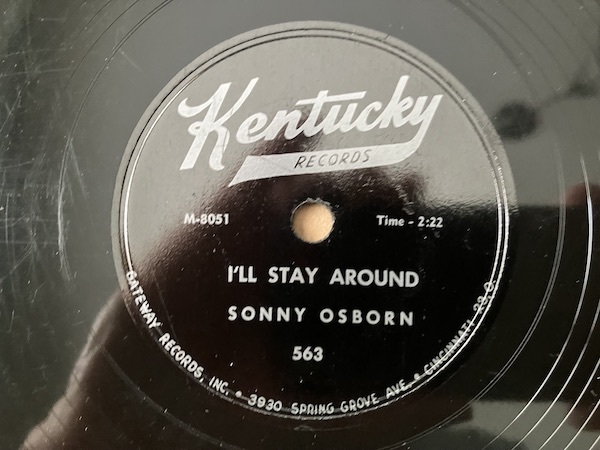 Kentucky
RECORDS
M-8051 Time - 2:22
I'LL STAY AROUND
SONNY OSBORN
563
GATEWAY RECORDS, INC. • 3930 SPRING GROVE AVE. • CINCINNATI 23, O.